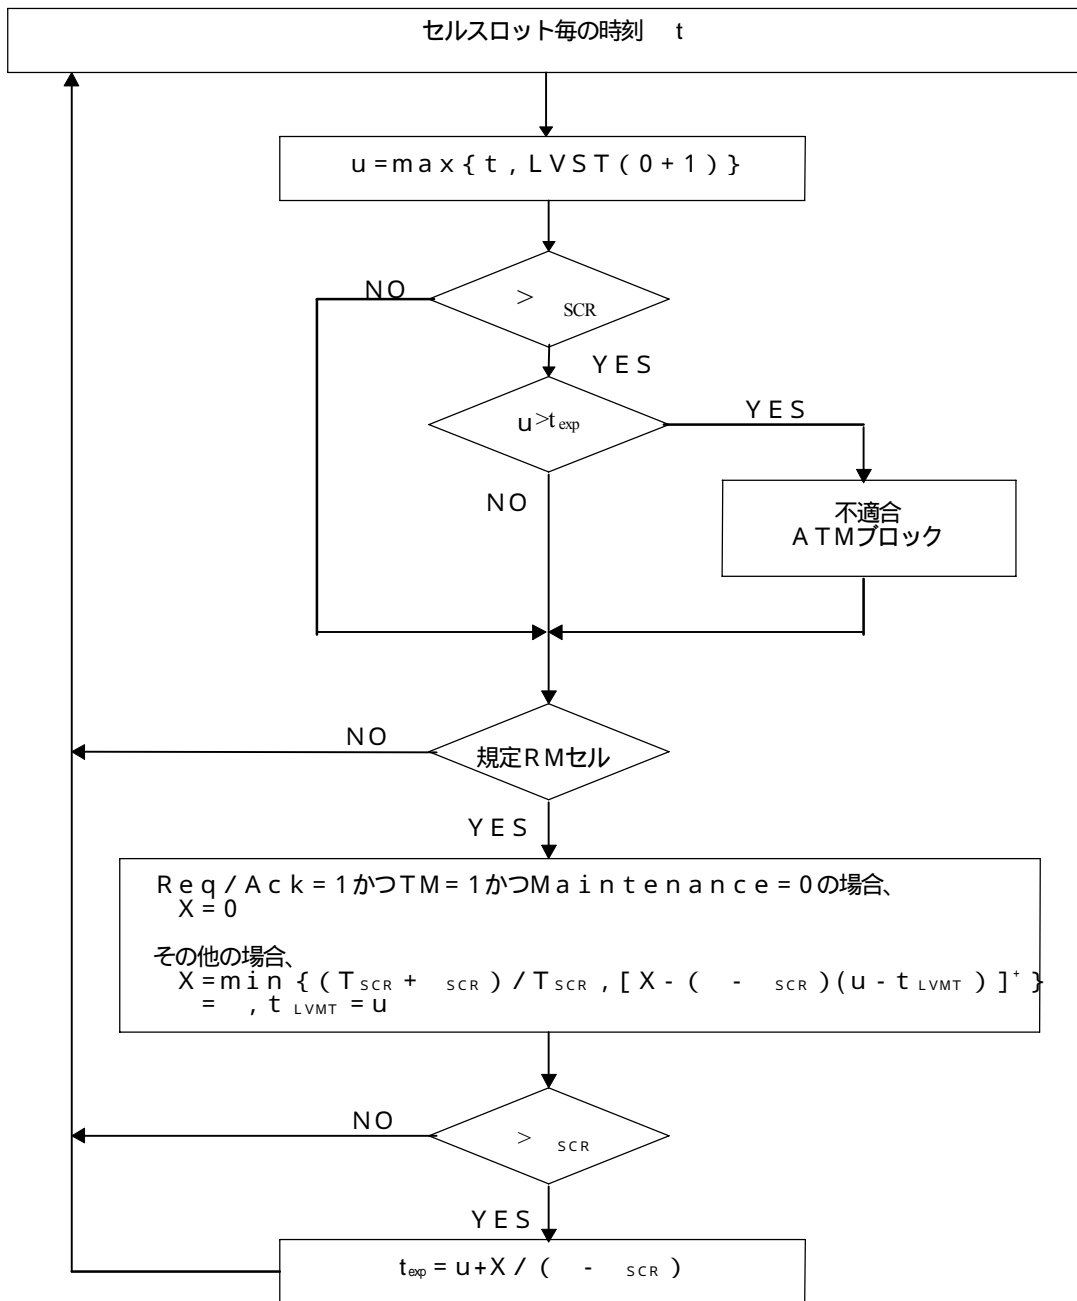 セルスロット毎の時刻 t
u=max{t,LVST(0+1)}
NO
> SCR
YES
u>texp
YES
NO
不適合
ATMブロック
NO
規定RMセル
YES
Req/Ack=1かつTM=1かつMaintenance=0の場合、
X=0
その他の場合、
X=min{(TSCR+ SCR)/TSCR,[X-( - SCR)(u-tLVMT)]+}
= ,tLVMT=u
NO
> SCR
YES
texp=u+X/( - SCR)